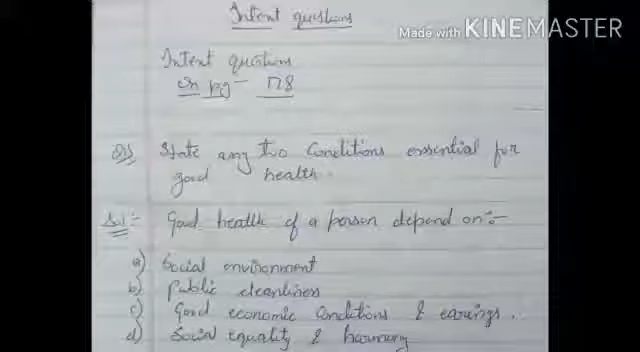 Intext questions
Made with KINEMASTER
Intext questions
on pg - 178
Q1) State any two Conditions essential for
good health.
Sol:- Good health of a person depend on:-
a) Social environment
b) Public cleanliness
c) Good economic conditions & earnings.
d) Social equality & harmony